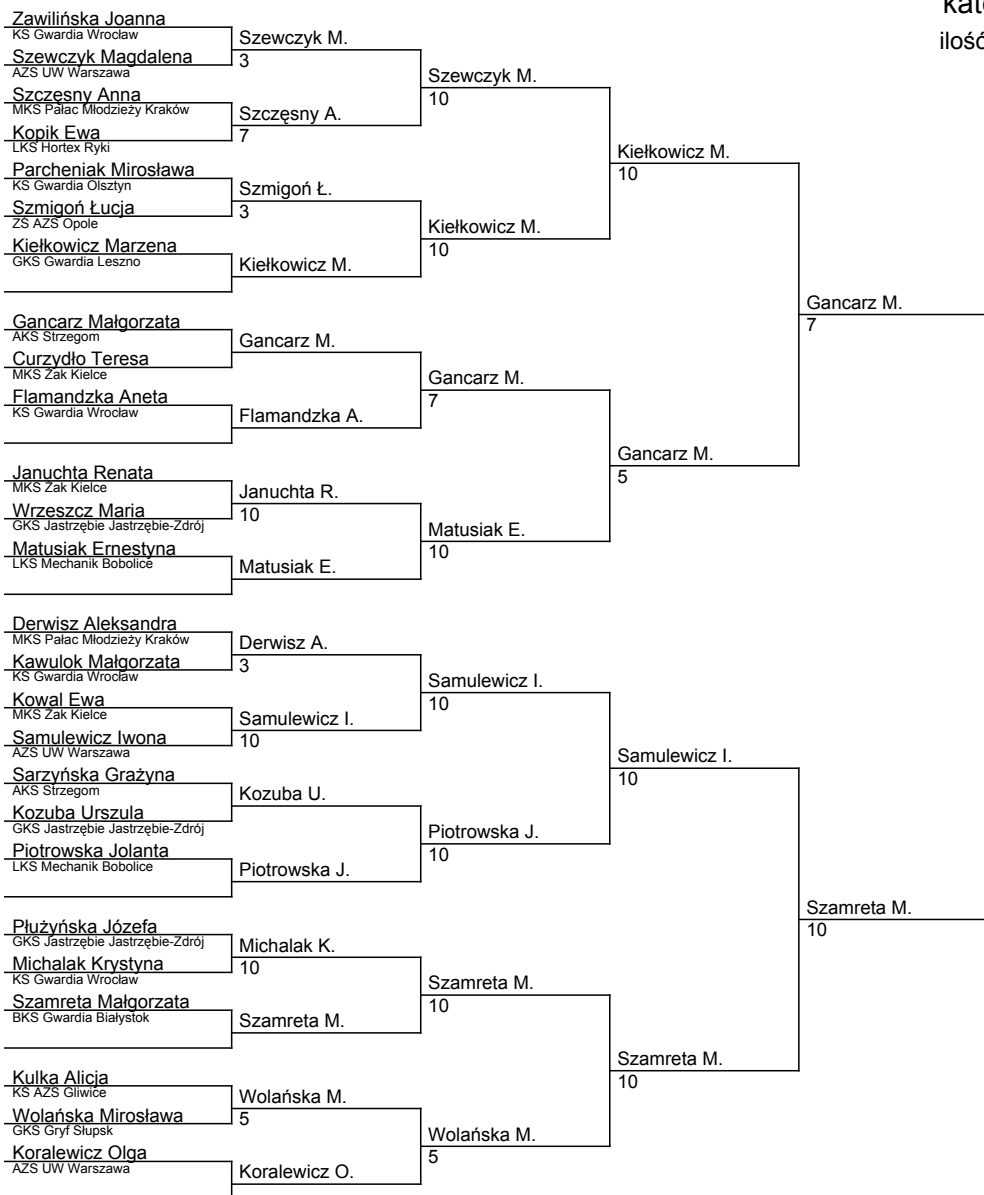 kate
ilość
Zawilińska Joanna
KS Gwardia Wrocław
Szewczyk Magdalena
AZS UW Warszawa
Szczęsny Anna
MKS Pałac Młodzieży Kraków
Kopik Ewa
LKS Hortex Ryki
Parcheniak Mirosława
KS Gwardia Olsztyn
Szmigoń Łucja
ZŚ AZS Opole
Kiełkowicz Marzena
GKS Gwardia Leszno
Gancarz Małgorzata
AKS Strzegom
Curzydło Teresa
MKS Żak Kielce
Flamandzka Aneta
KS Gwardia Wrocław
Januchta Renata
MKS Żak Kielce
Wrzeszcz Maria
GKS Jastrzębie Jastrzębie-Zdrój
Matusiak Ernestyna
LKS Mechanik Bobolice
Derwisz Aleksandra
MKS Pałac Młodzieży Kraków
Kawulok Małgorzata
KS Gwardia Wrocław
Kowal Ewa
MKS Żak Kielce
Samulewicz Iwona
AZS UW Warszawa
Sarzyńska Grażyna
AKS Strzegom
Kozuba Urszula
GKS Jastrzębie Jastrzębie-Zdrój
Piotrowska Jolanta
LKS Mechanik Bobolice
Płużyńska Józefa
GKS Jastrzębie Jastrzębie-Zdrój
Michalak Krystyna
KS Gwardia Wrocław
Szamreta Małgorzata
BKS Gwardia Białystok
Kulka Alicja
KS AZS Gliwice
Wolańska Mirosława
GKS Gryf Słupsk
Koralewicz Olga
AZS UW Warszawa
Szewczyk M.
3
Szczęsny A.
7
Szmigoń Ł.
3
Kiełkowicz M.
Gancarz M.
Flamandzka A.
Januchta R.
10
Matusiak E.
Derwisz A.
3
Samulewicz I.
10
Kozuba U.
Piotrowska J.
Michalak K.
10
Szamreta M.
Wolańska M.
5
Koralewicz O.
Szewczyk M.
10
Kiełkowicz M.
10
Gancarz M.
7
Matusiak E.
10
Samulewicz I.
10
Piotrowska J.
10
Szamreta M.
10
Wolańska M.
5
Kiełkowicz M.
10
Gancarz M.
5
Samulewicz I.
10
Szamreta M.
10
Gancarz M.
7
Szamreta M.
10